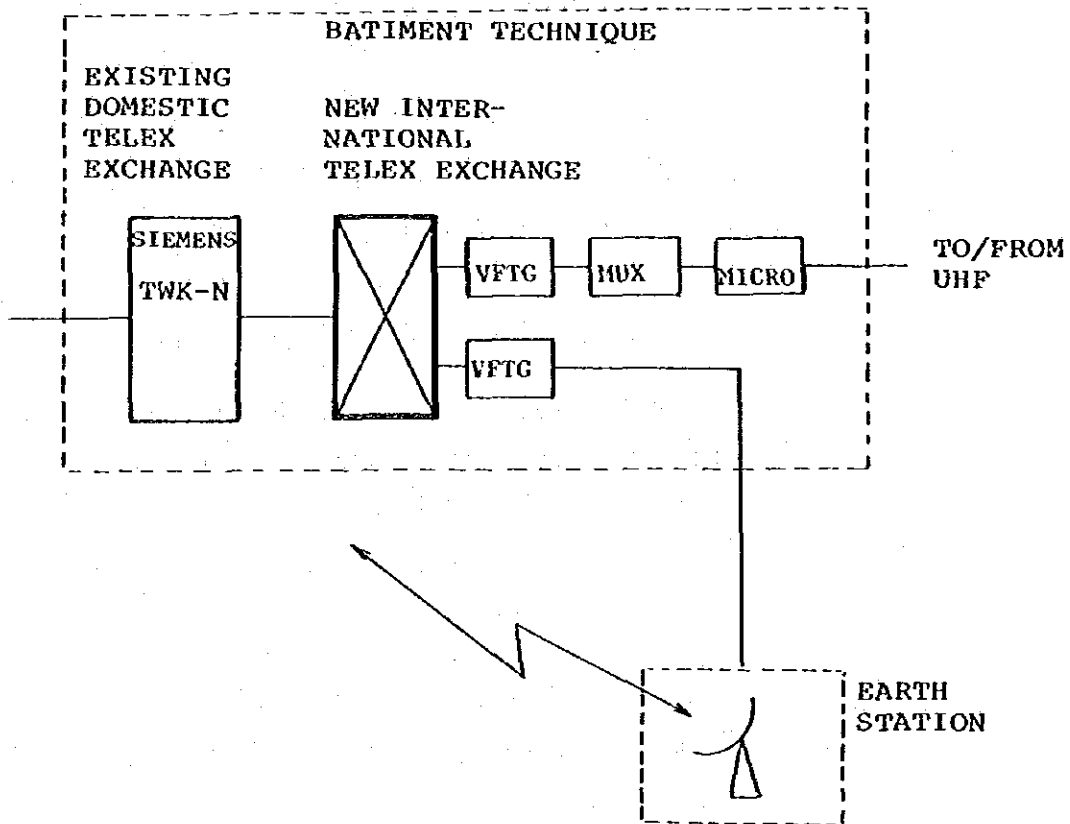 BATIMENT TECHNIQUE
EXISTING
DOMESTIC
TELEX
EXCHANGE
NEW INTER-
NATIONAL
TELEX EXCHANGE
SIEMENS
TWK-N
VFTG
MUX
MICRO
TO/FROM
UHF
VFTG
EARTH
STATION